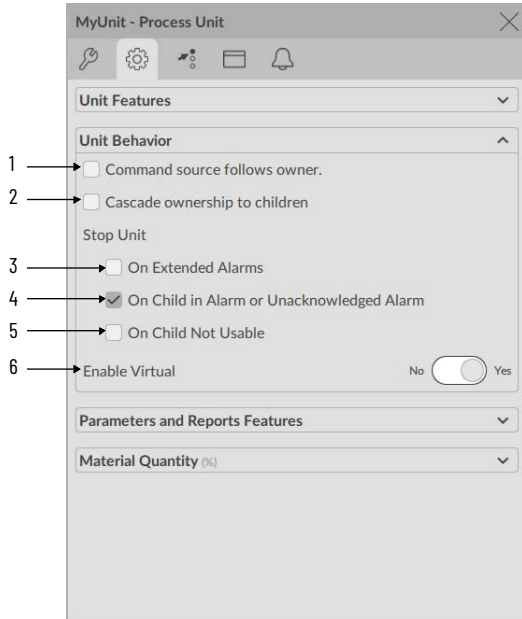 MyUnit - Process Unit
Unit Features
Unit Behavior
1 Command source follows owner.
2 Cascade ownership to children
Stop Unit
3 On Extended Alarms
4 On Child in Alarm or Unacknowledged Alarm
5 On Child Not Usable
6 Enable Virtual No Yes
Parameters and Reports Features
Material Quantity (%)